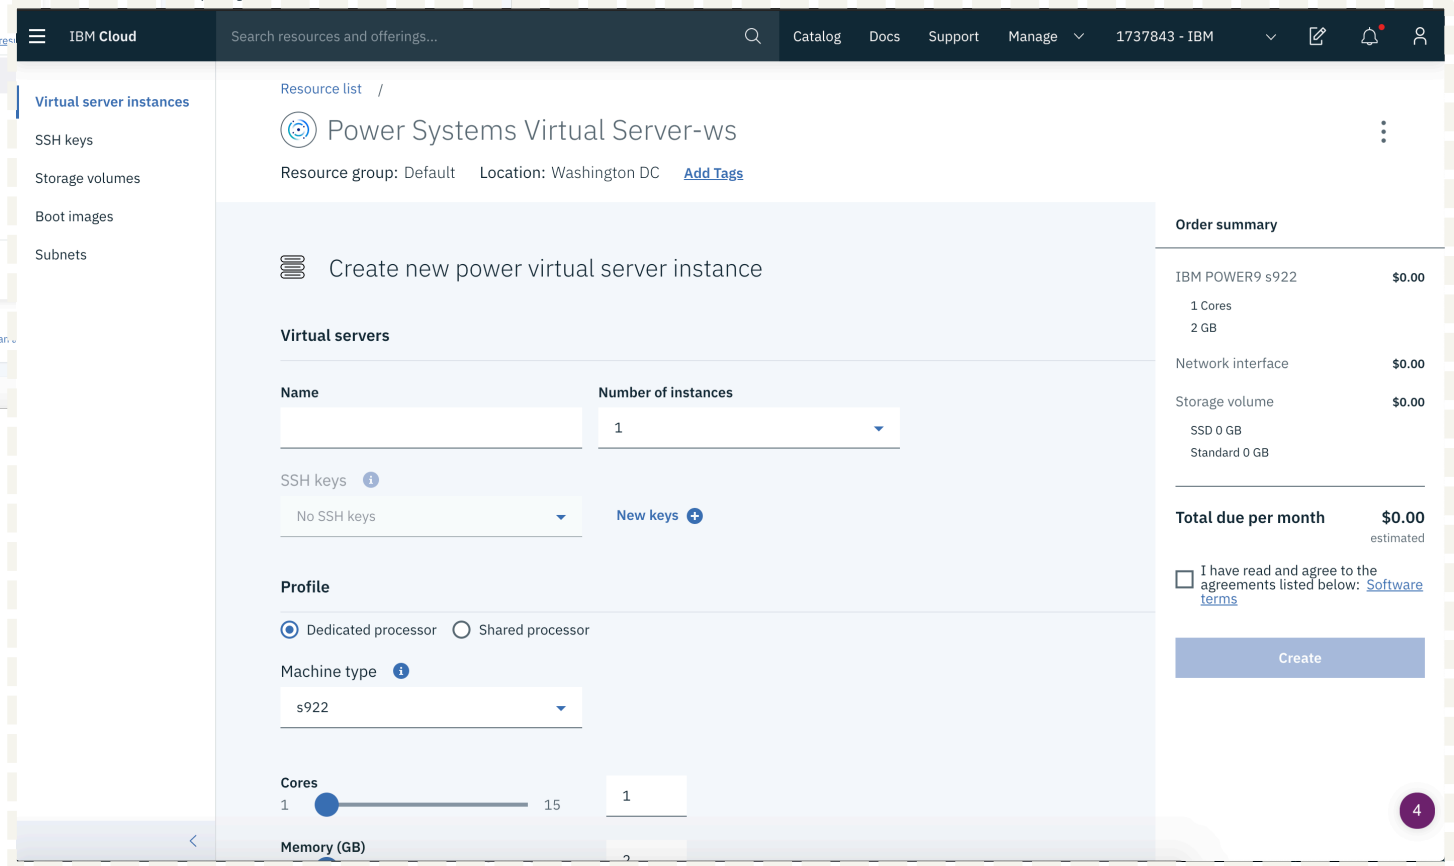 IBM Cloud
Search resources and offerings...
Catalog
Docs
Support
Manage
1737843 - IBM
Virtual server instances
SSH keys
Storage volumes
Boot images
Subnets
Resource list /
Power Systems Virtual Server-ws
Resource group: Default Location: Washington DC Add Tags
Create new power virtual server instance
Virtual servers
Name
Number of instances
1
SSH keys
No SSH keys
New keys
Profile
Dedicated processor
Shared processor
Machine type
s922
Cores
1
15
1
Memory (GB)
2
Order summary
IBM POWER9 s922 $0.00
1 Cores
2 GB
Network interface $0.00
Storage volume $0.00
SSD 0 GB
Standard 0 GB
Total due per month $0.00
estimated
I have read and agree to the
agreements listed below: Software
terms
Create
4